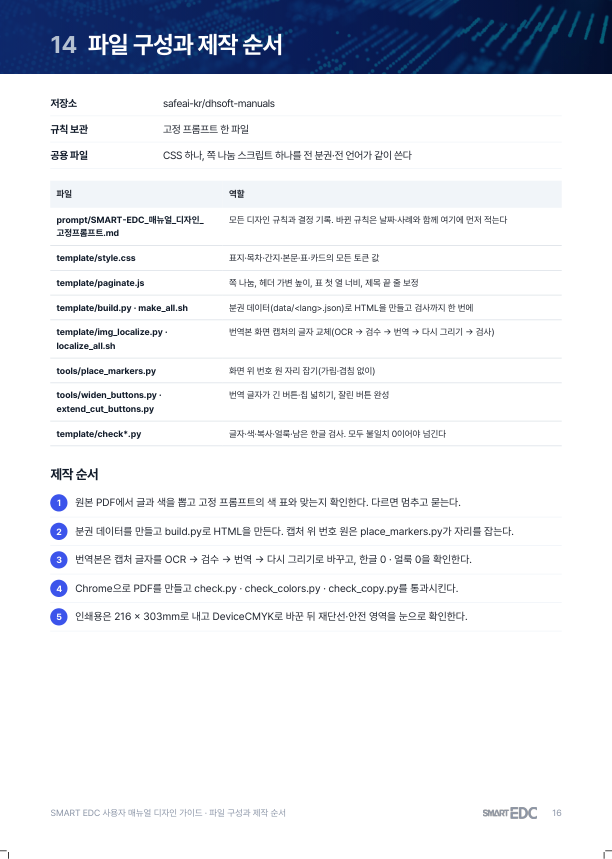 14 파일 구성과 제작 순서
저장소 safeai-kr/dhsoft-manuals
규칙 보관 고정 프롬프트 한 파일
공용 파일 CSS 하나, 쪽 나눔 스크립트 하나를 전 분권·전 언어가 같이 쓴다
파일 역할
prompt/SMART-EDC_매뉴얼_디자인_ 모든 디자인 규칙과 결정 기록. 바뀐 규칙은 날짜·사례와 함께 여기에 먼저 적는다
고정프롬프트.md
template/style.css 표지·목차·간지·본문·표·카드의 모든 토큰 값
template/paginate.js 쪽 나눔, 헤더 가변 높이, 표 첫 열 너비, 제목 끝 줄 보정
template/build.py · make_all.sh 분권 데이터(data/<lang>.json)로 HTML을 만들고 검사까지 한 번에
template/img_localize.py · 번역본 화면 캡처의 글자 교체(OCR → 검수 → 번역 → 다시 그리기 → 검사)
localize_all.sh
tools/place_markers.py 화면 위 번호 원 자리 잡기(가림·겹침 없이)
tools/widen_buttons.py · 번역 글자가 긴 버튼·칩 넓히기, 잘린 버튼 완성
extend_cut_buttons.py
template/check*.py 글자·색·복사·얼룩·남은 한글 검사. 모두 불일치 0이어야 넘긴다
제작 순서
1 원본 PDF에서 글과 색을 뽑고 고정 프롬프트의 색 표와 맞는지 확인한다. 다르면 멈추고 묻는다.
2 분권 데이터를 만들고 build.py로 HTML을 만든다. 캡처 위 번호 원은 place_markers.py가 자리를 잡는다.
3 번역본은 캡처 글자를 OCR → 검수 → 번역 → 다시 그리기로 바꾸고, 한글 0 · 얼룩 0을 확인한다.
4 Chrome으로 PDF를 만들고 check.py · check_colors.py · check_copy.py를 통과시킨다.
5 인쇄용은 216 × 303mm로 내고 DeviceCMYK로 바꾼 뒤 재단선·안전 영역을 눈으로 확인한다.
SMART EDC 사용자 매뉴얼 디자인 가이드 · 파일 구성과 제작 순서 SMART EDC 16